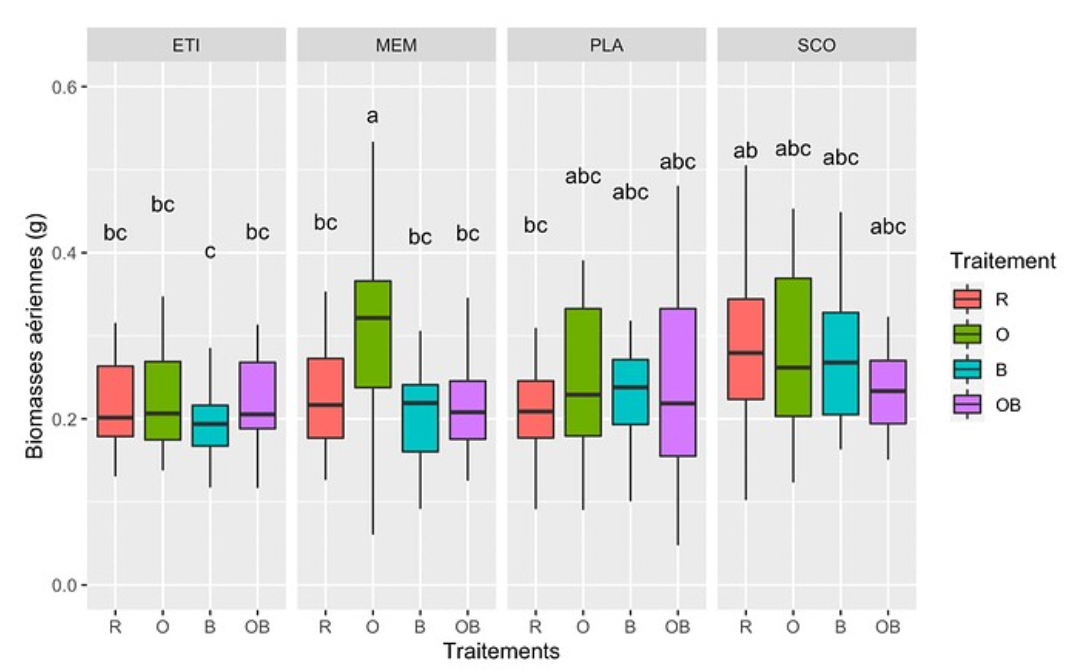 ETI MEM PLA SCO
0.6
a
ab abc abc
abc abc abc
bc bc c bc
bc bc bc
bc
abc
0.4
0.2
0.0
Biomasses aériennes (g)
R O B OB R O B OB R O B OB R O B OB
Traitements
Traitement
R
O
B
OB